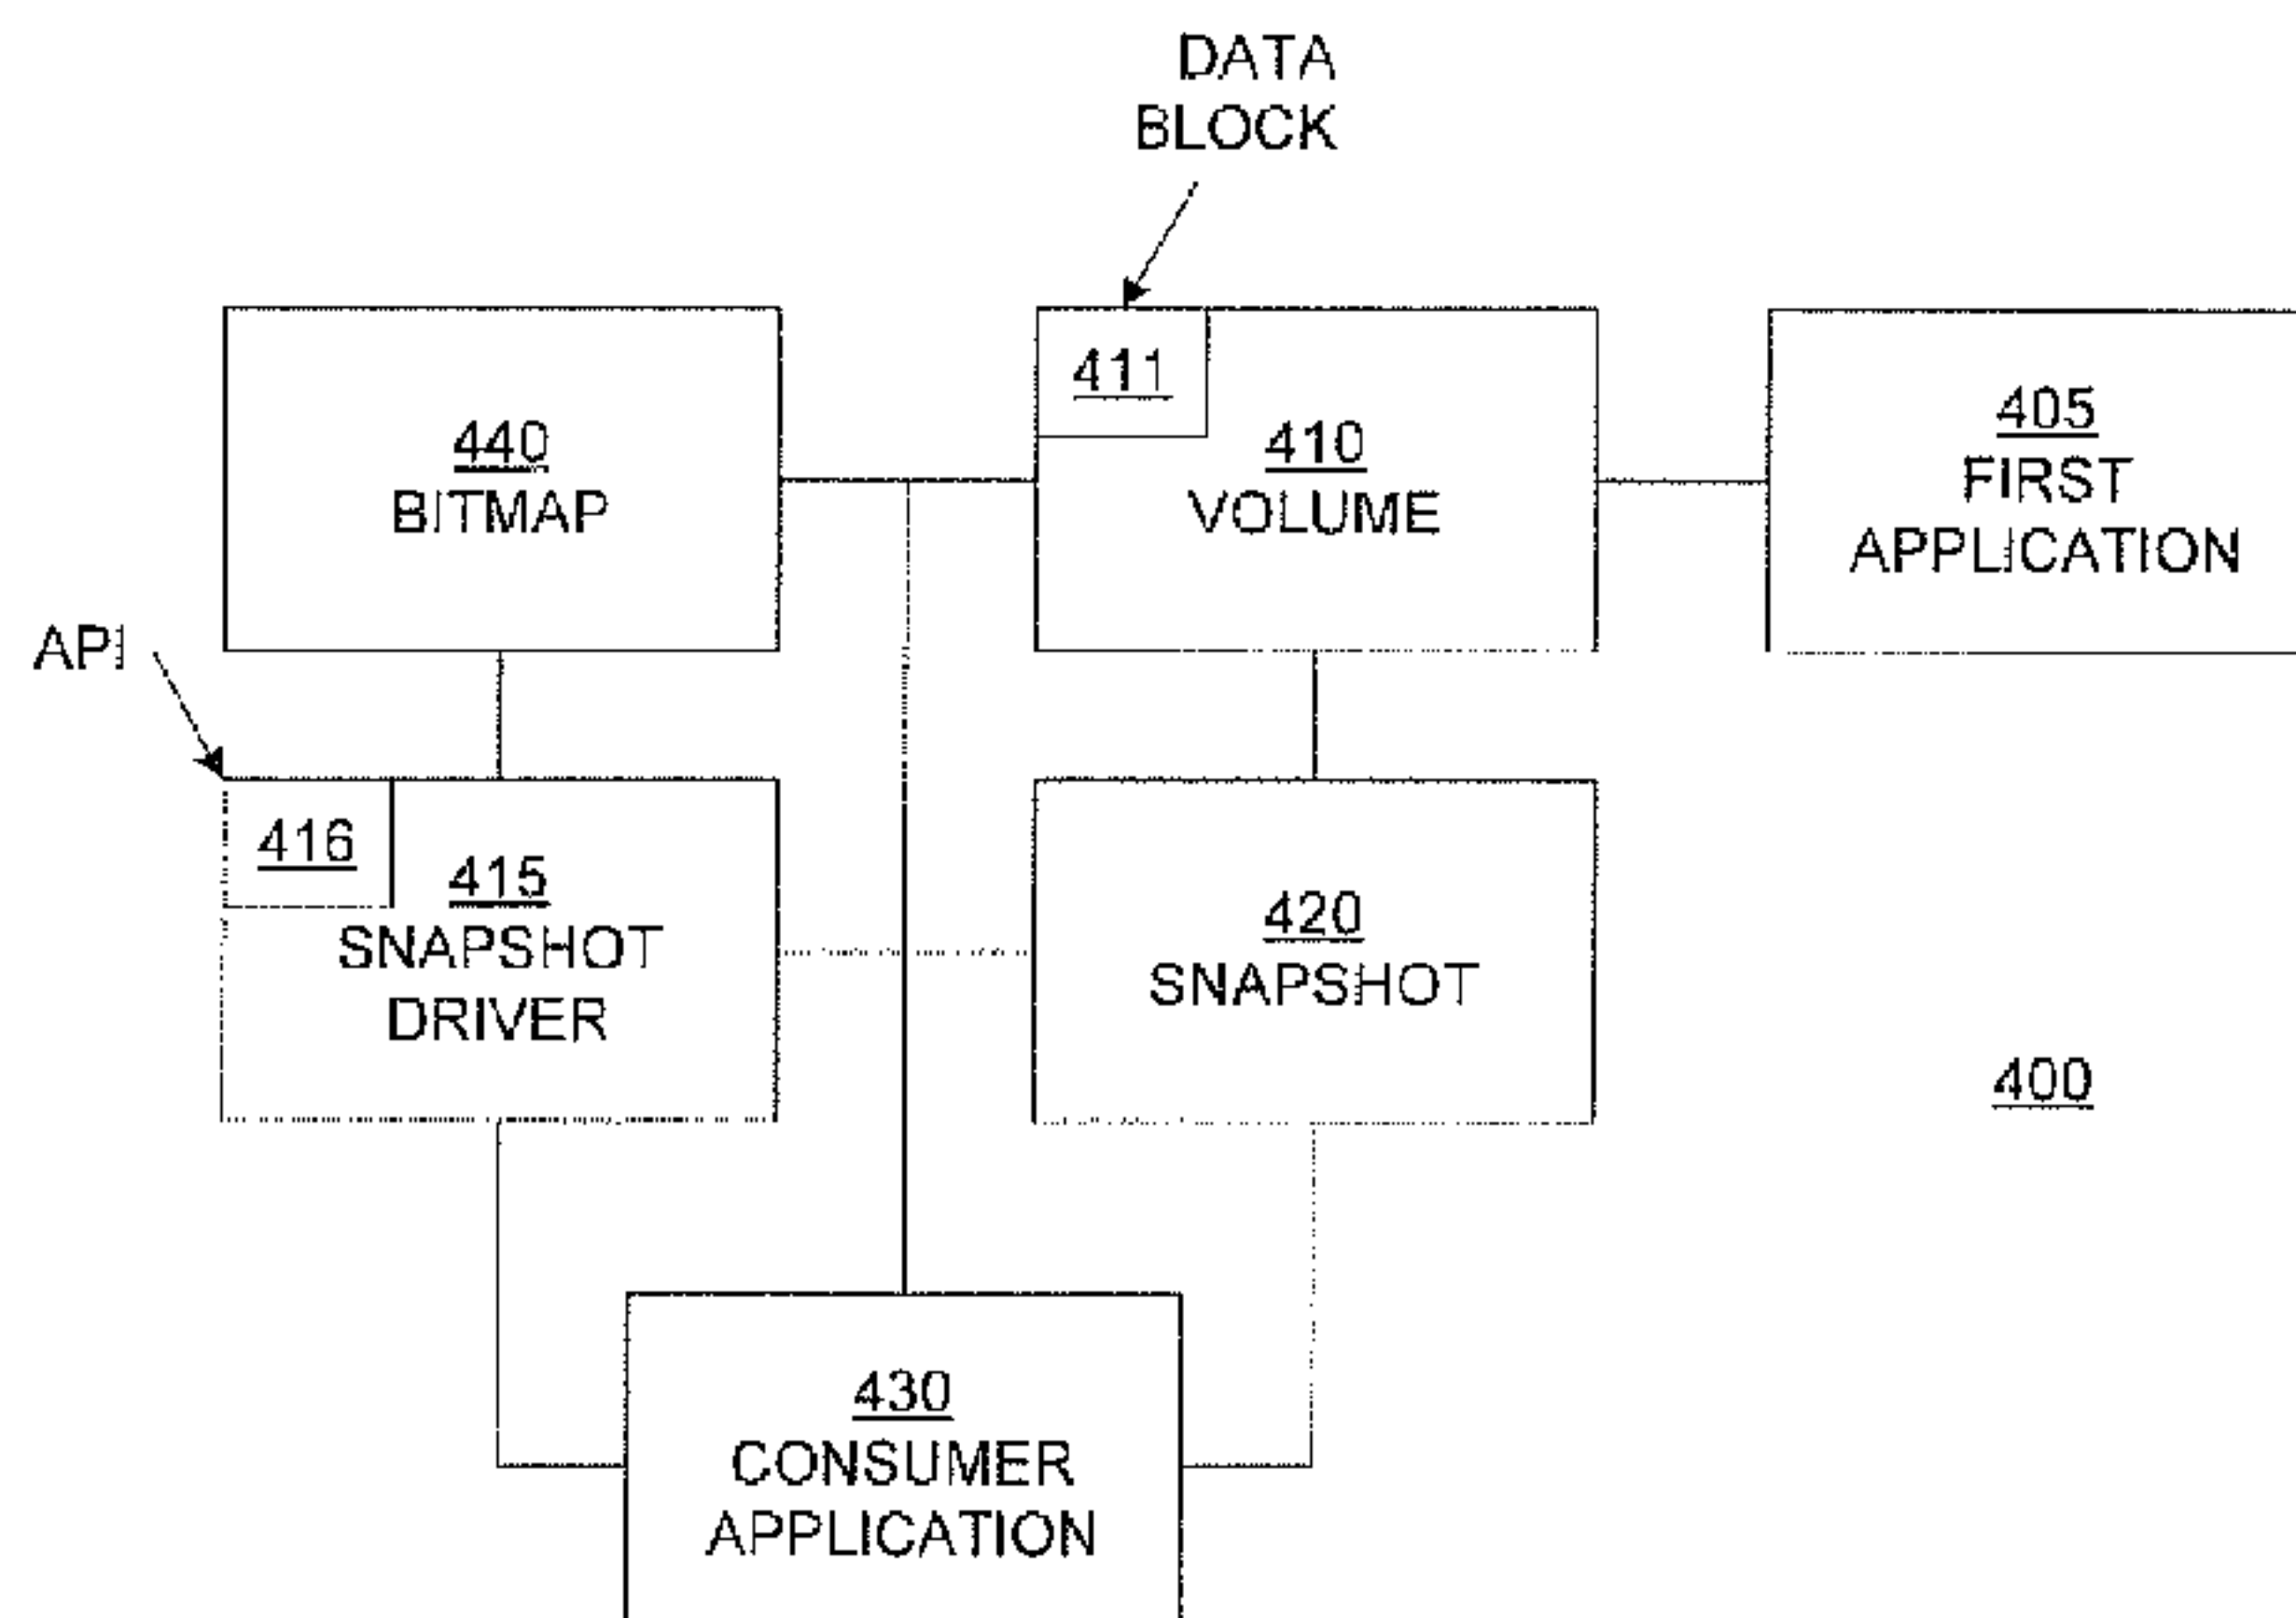 DATA
BLOCK
411
440
BITMAP
410
VOLUME
405
FIRST
APPLICATION
API
416
415
SNAPSHOT
DRIVER
420
SNAPSHOT
400
430
CONSUMER
APPLICATION